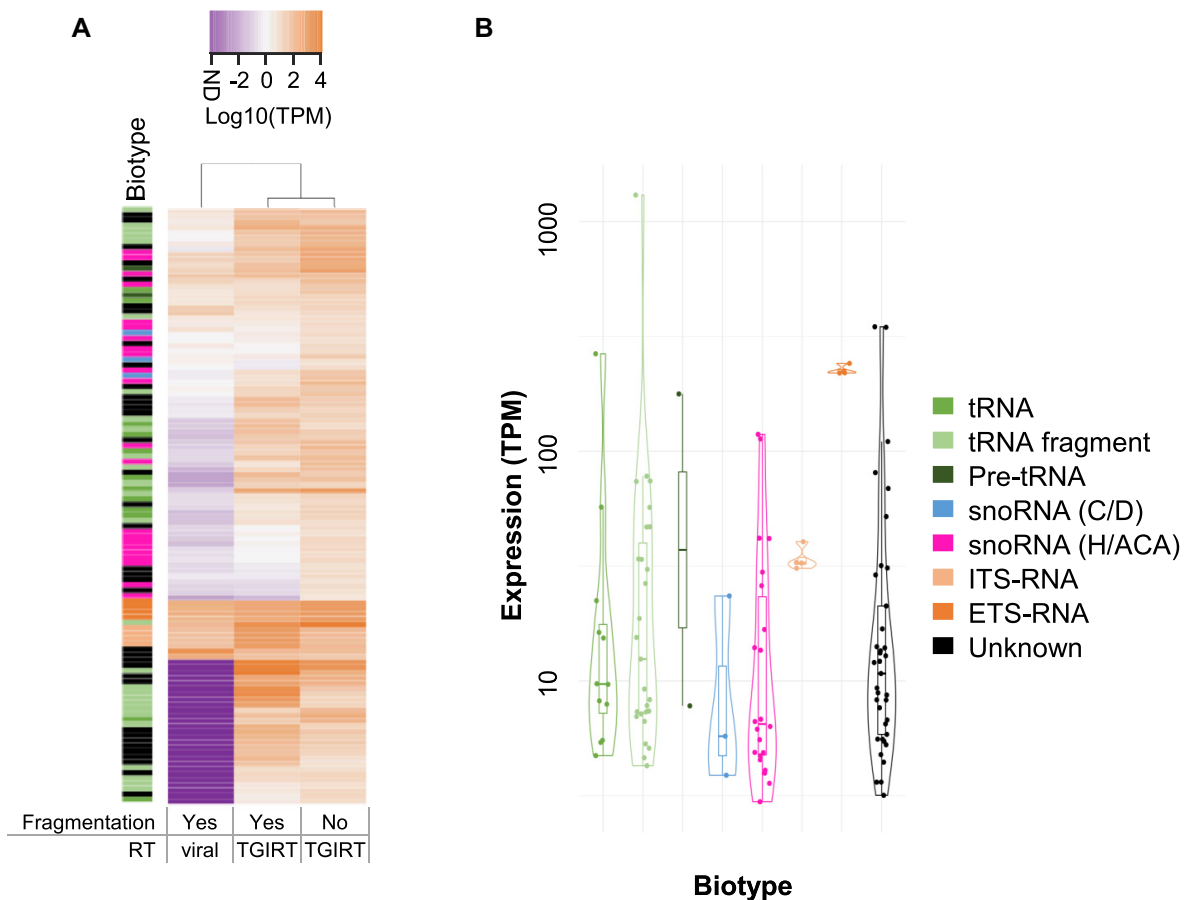 A
B
ND -2 0 2 4
Log10(TPM)
Biotype
Fragmentation Yes Yes No
RT viral TGIRT TGIRT
Expression (TPM)
1000
100
10
Biotype
tRNA
tRNA fragment
Pre-tRNA
snoRNA (C/D)
snoRNA (H/ACA)
ITS-RNA
ETS-RNA
Unknown